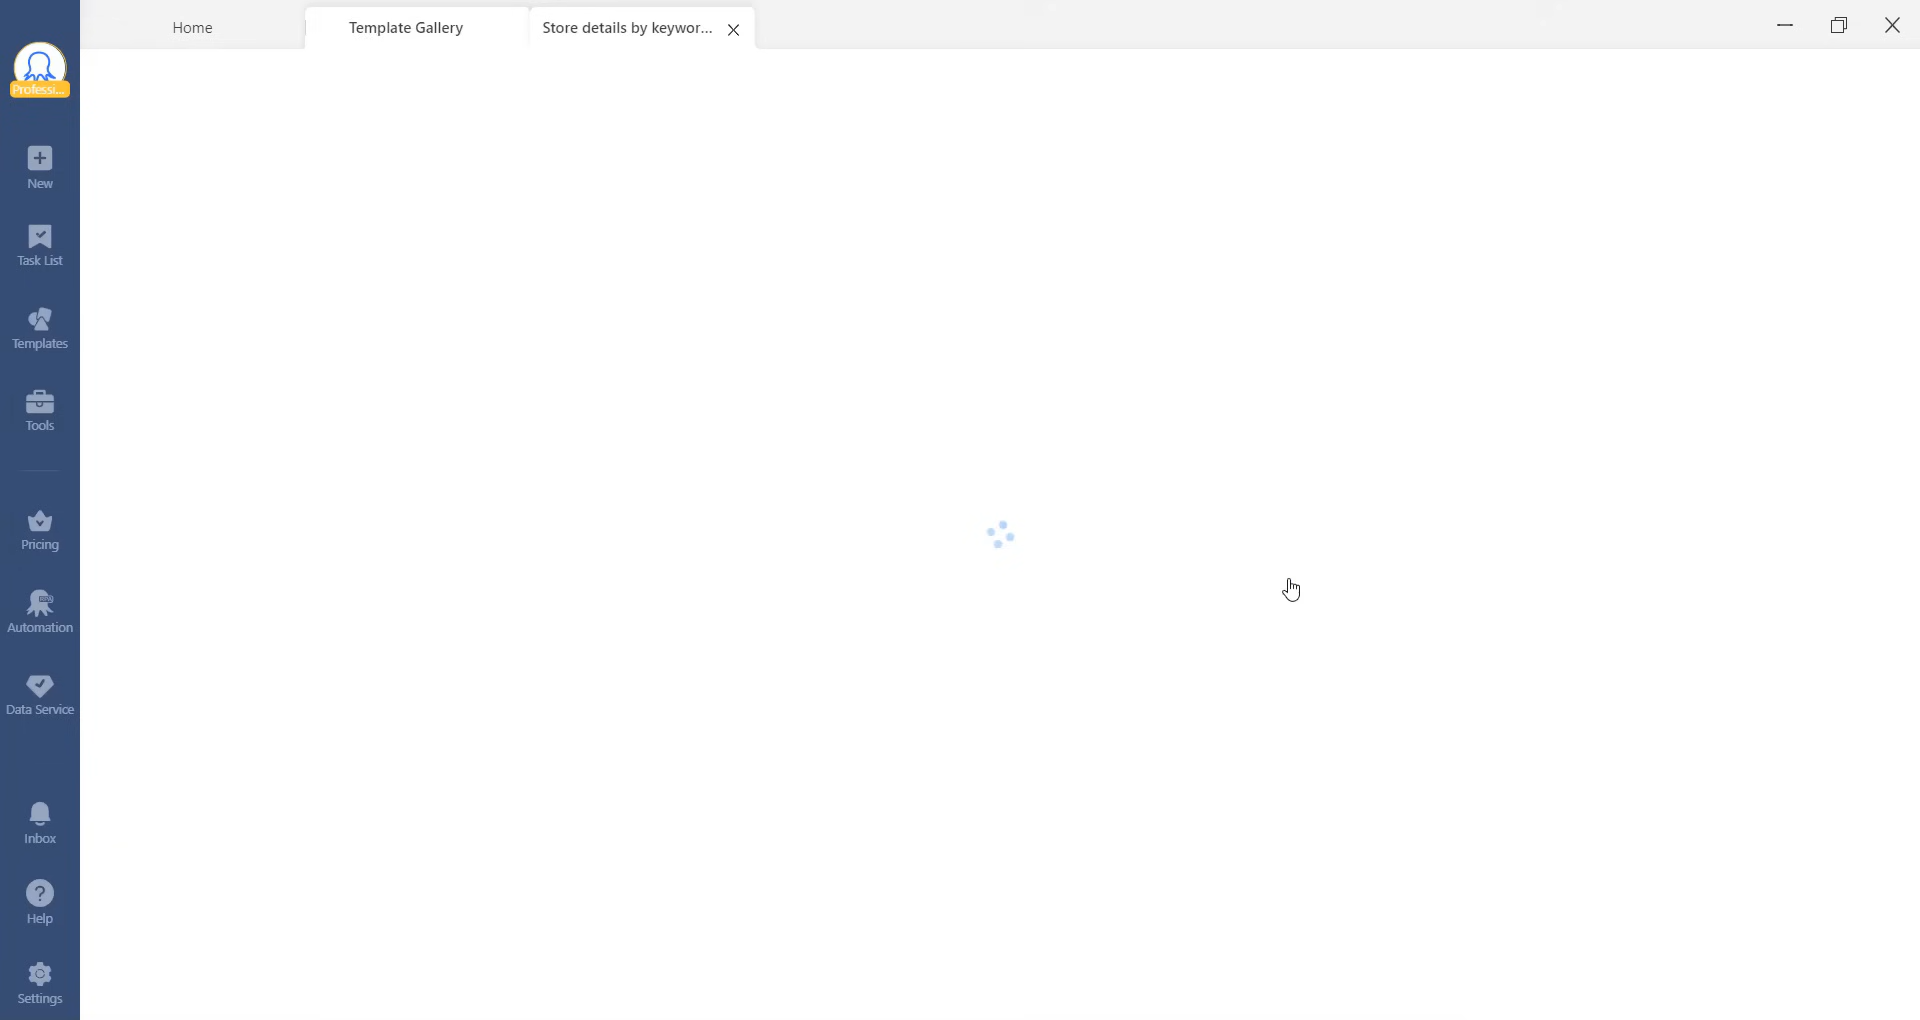 Home
Template Gallery
Store details by keywor...
Professi...
New
Task List
Templates
Tools
Pricing
Automation
Data Service
Inbox
Help
Settings